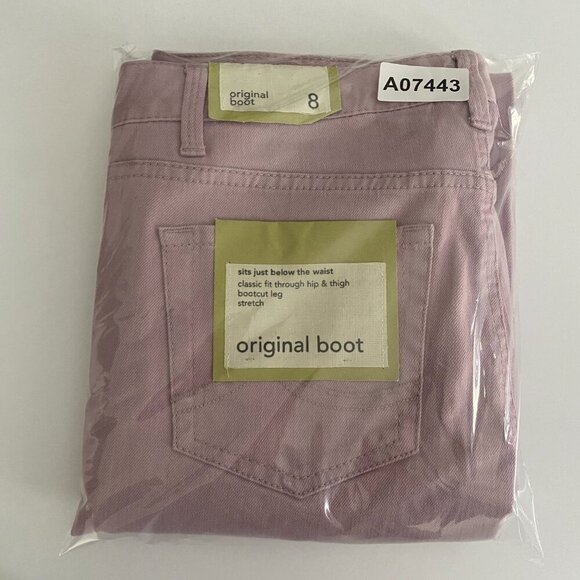 original
boot
8
A07443
sits just below the waist
classic fit through hip & thigh
bootcut leg
stretch
original boot